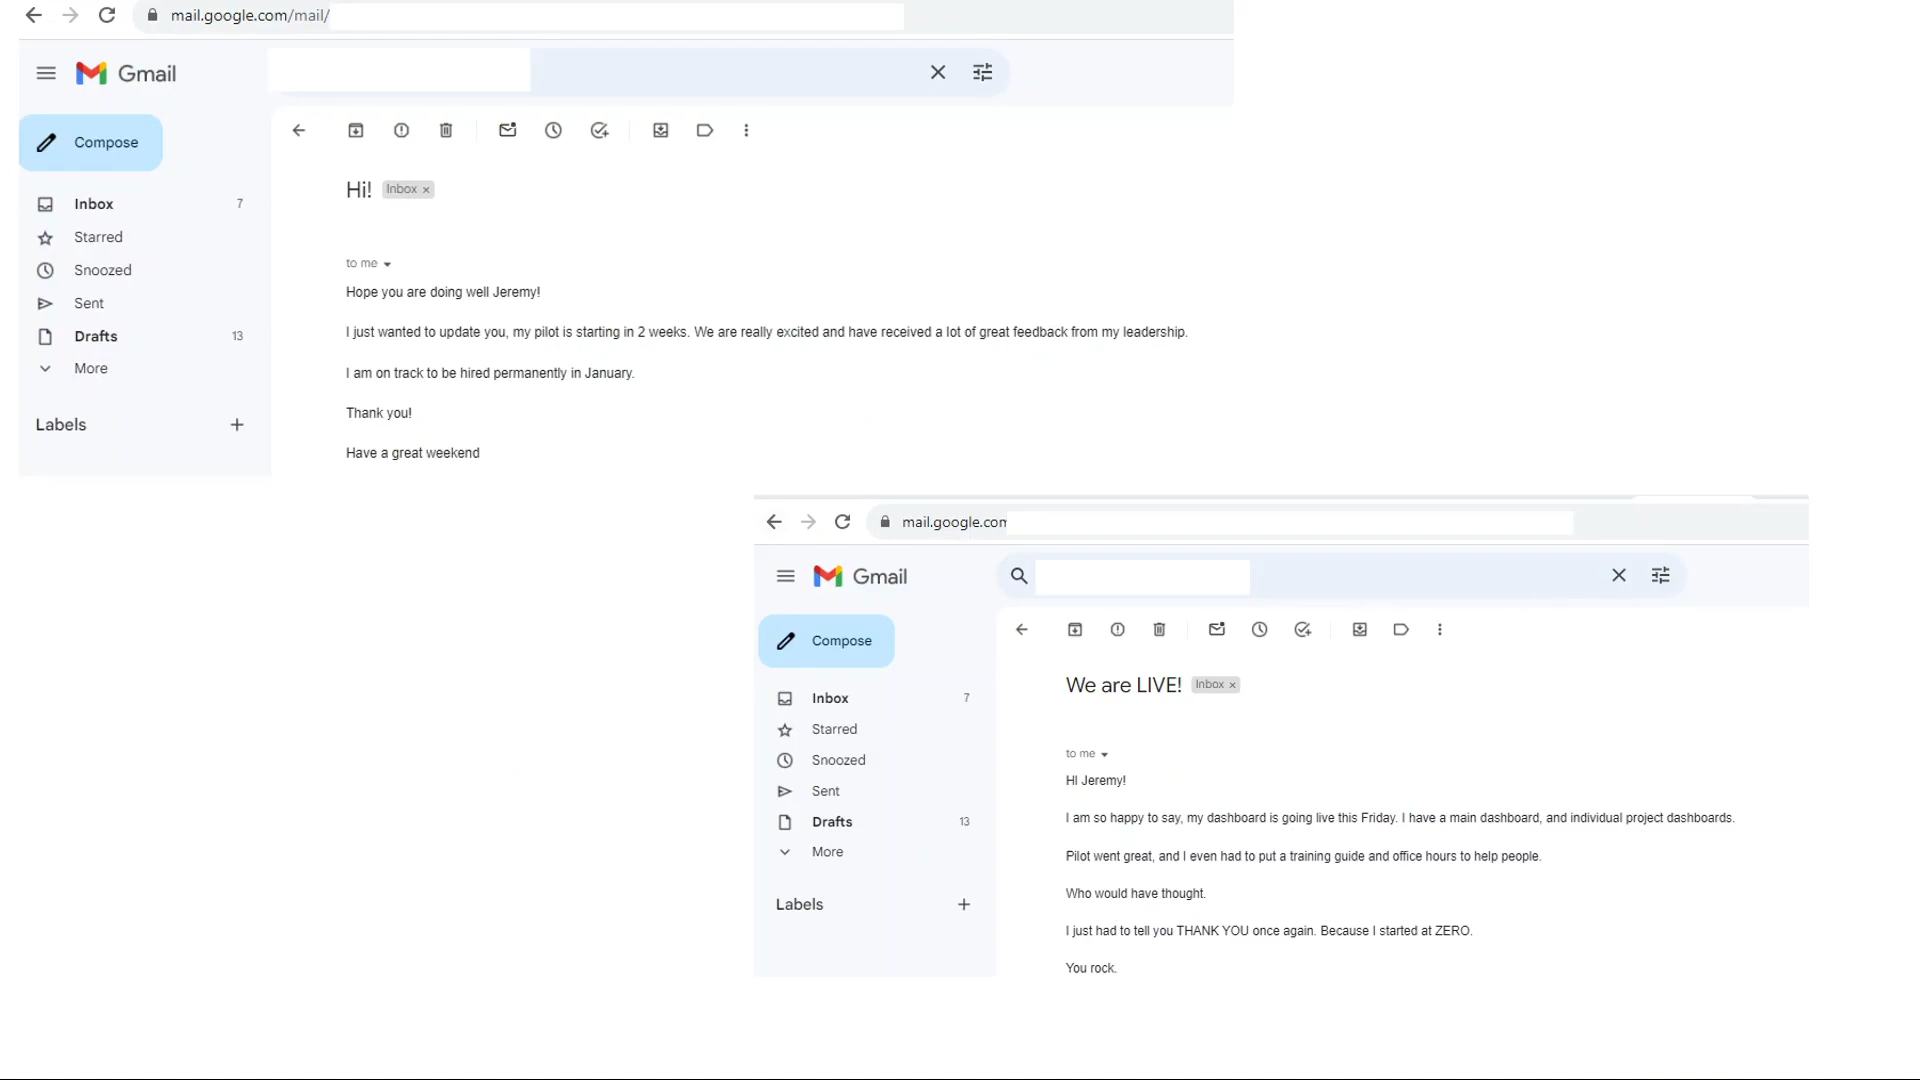 mail.google.com/mail/
Gmail
Compose
Inbox 7
Starred
Snoozed
Sent
Drafts 13
More
Labels
Hi! Inbox ×
to me
Hope you are doing well Jeremy!
I just wanted to update you, my pilot is starting in 2 weeks. We are really excited and have received a lot of great feedback from my leadership.
I am on track to be hired permanently in January.
Thank you!
Have a great weekend
mail.google.com
Gmail
Compose
Inbox 7
Starred
Snoozed
Sent
Drafts 13
More
Labels
We are LIVE! Inbox ×
to me
HI Jeremy!
I am so happy to say, my dashboard is going live this Friday. I have a main dashboard, and individual project dashboards.
Pilot went great, and I even had to put a training guide and office hours to help people.
Who would have thought.
I just had to tell you THANK YOU once again. Because I started at ZERO.
You rock.